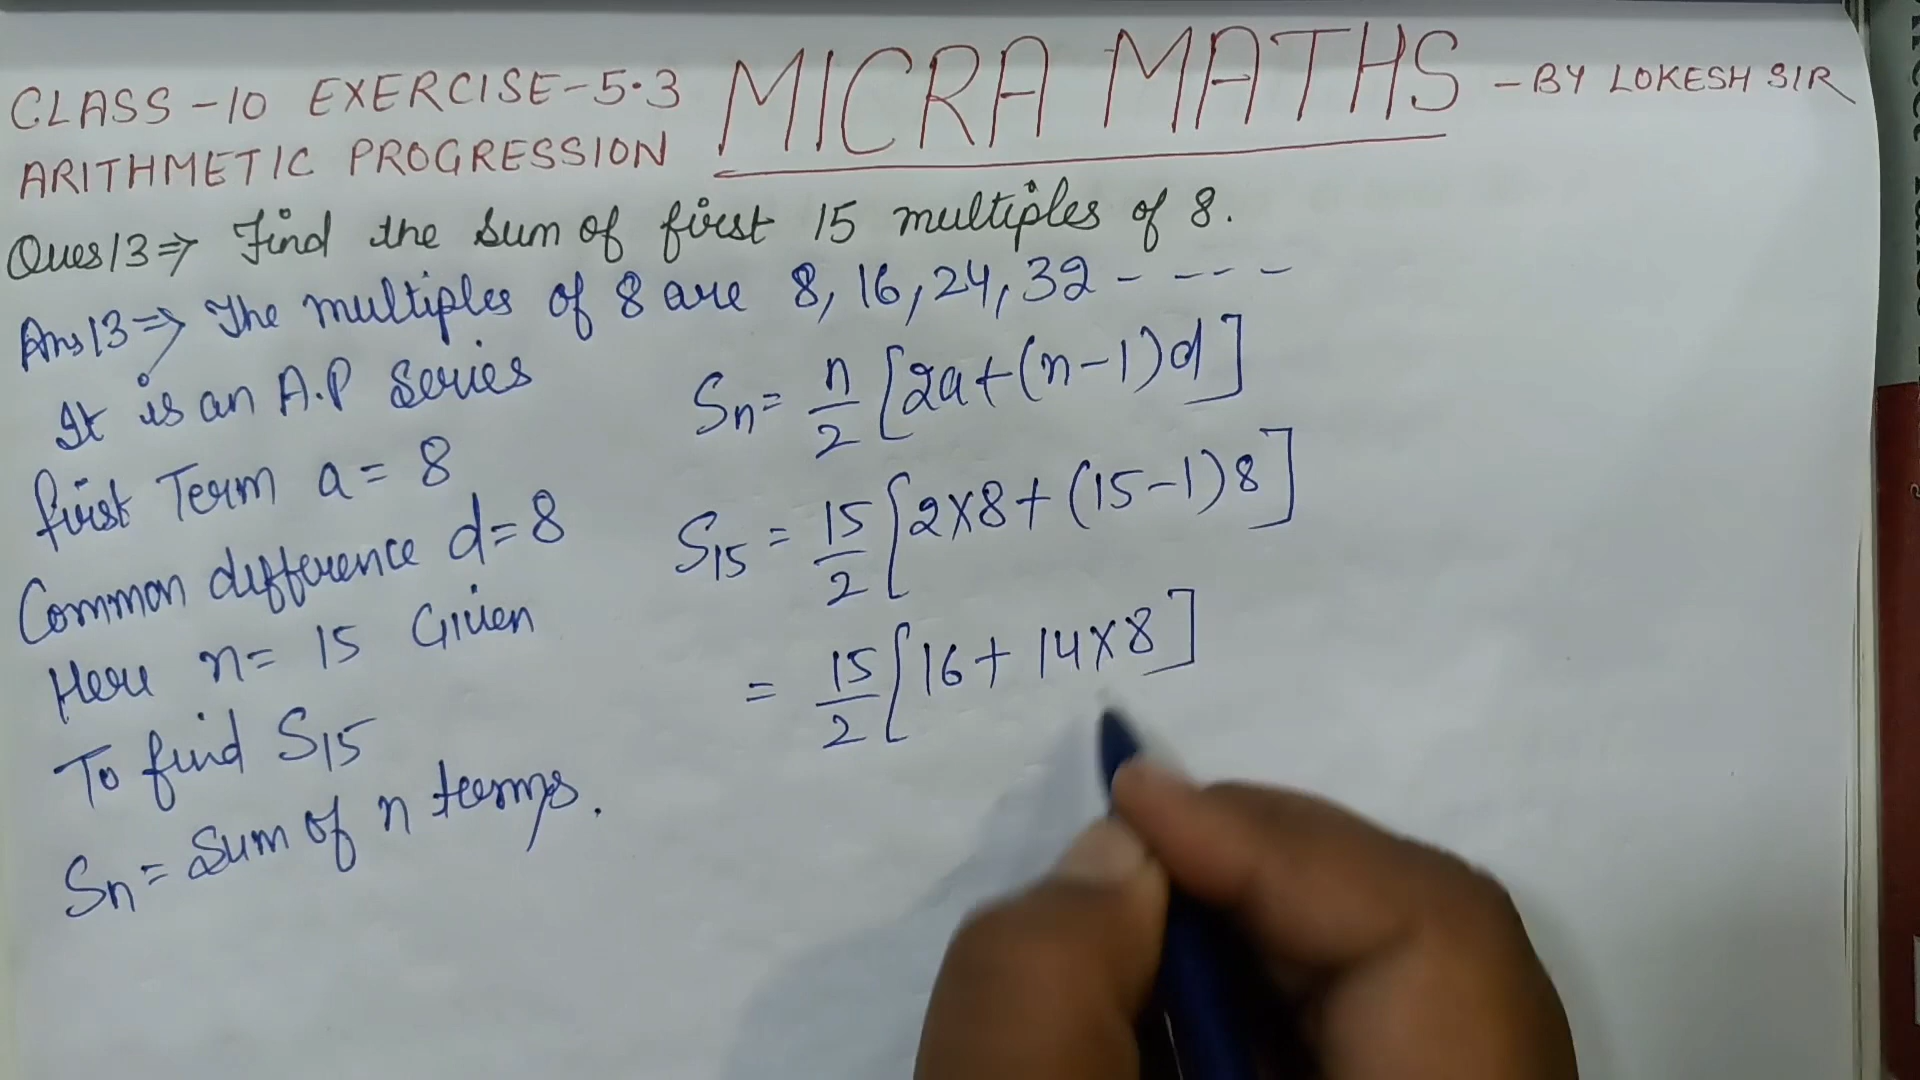 CLASS-10 EXERCISE-5.3 MICRA MATHS - BY LOKESH SIR
ARITHMETIC PROGRESSION
Ques13⇒ Find the sum of first 15 multiples of 8.
Ans13⇒ The multiples of 8 are 8, 16, 24, 32 - - - -
It is an A.P Series
first Term a = 8
Common difference d = 8
Here n = 15 Given
To find S15
Sn = Sum of n terms.
Sn = n/2 [2a + (n-1)d]
S15 = 15/2 [2×8 + (15-1)8]
= 15/2 [16 + 14×8]